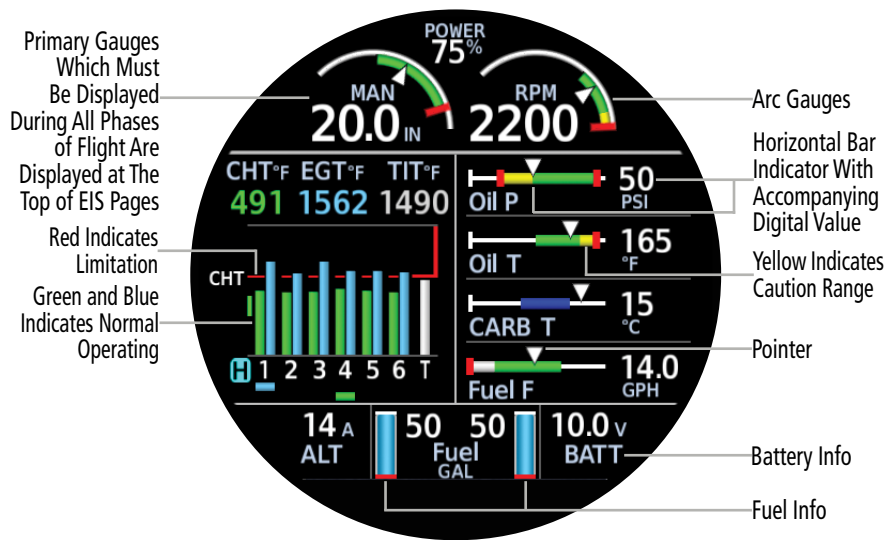 Primary Gauges
Which Must
Be Displayed
During All Phases
of Flight Are
Displayed at The
Top of EIS Pages
Red Indicates
Limitation
Green and Blue
Indicates Normal
Operating
POWER
75%
MAN
20.0 IN
RPM
2200
CHT°F EGT°F TIT°F
491 1562 1490
CHT
H 1 2 3 4 5 6 T
Oil P
50
PSI
Oil T
165
°F
CARB T
15
°C
Fuel F
14.0
GPH
14 A
ALT
50 50
Fuel
GAL
10.0 V
BATT
Arc Gauges
Horizontal Bar
Indicator With
Accompanying
Digital Value
Yellow Indicates
Caution Range
Pointer
Battery Info
Fuel Info